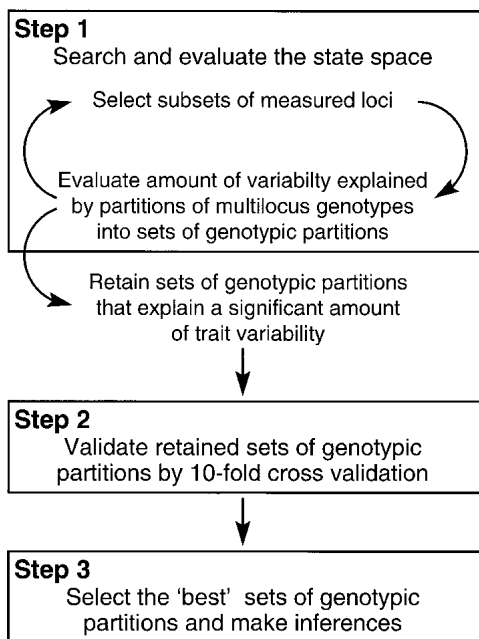 Step 1
Search and evaluate the state space
Select subsets of measured loci
Evaluate amount of variabilty explained
by partitions of multilocus genotypes
into sets of genotypic partitions
Retain sets of genotypic partitions
that explain a significant amount
of trait variability
Step 2
Validate retained sets of genotypic
partitions by 10-fold cross validation
Step 3
Select the 'best' sets of genotypic
partitions and make inferences